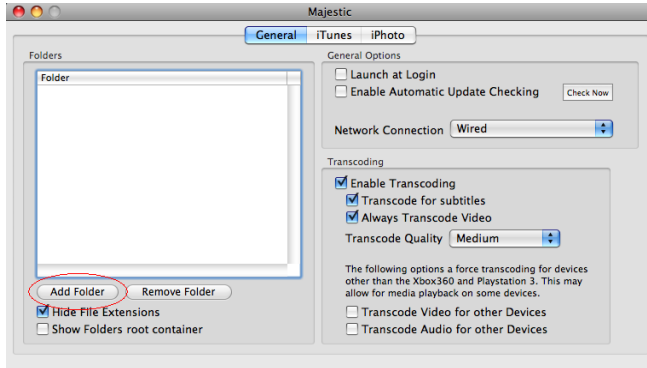 Majestic
General iTunes iPhoto
Folders
Folder
Add Folder Remove Folder
Hide File Extensions
Show Folders root container
General Options
Launch at Login
Enable Automatic Update Checking Check Now
Network Connection Wired
Transcoding
Enable Transcoding
Transcode for subtitles
Always Transcode Video
Transcode Quality Medium
The following options a force transcoding for devices
other than the Xbox360 and Playstation 3. This may
allow for media playback on some devices.
Transcode Video for other Devices
Transcode Audio for other Devices